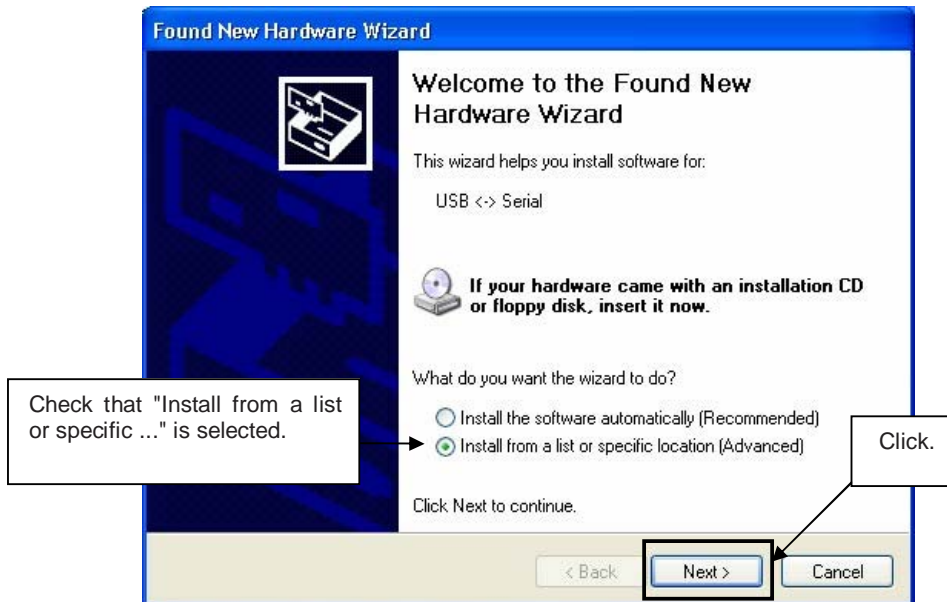 Found New Hardware Wizard
Welcome to the Found New
Hardware Wizard
This wizard helps you install software for:
USB <-> Serial
If your hardware came with an installation CD
or floppy disk, insert it now.
What do you want the wizard to do?
Install the software automatically (Recommended)
Install from a list or specific location (Advanced)
Click Next to continue.
< Back
Next >
Cancel
Check that "Install from a list
or specific ..." is selected.
Click.